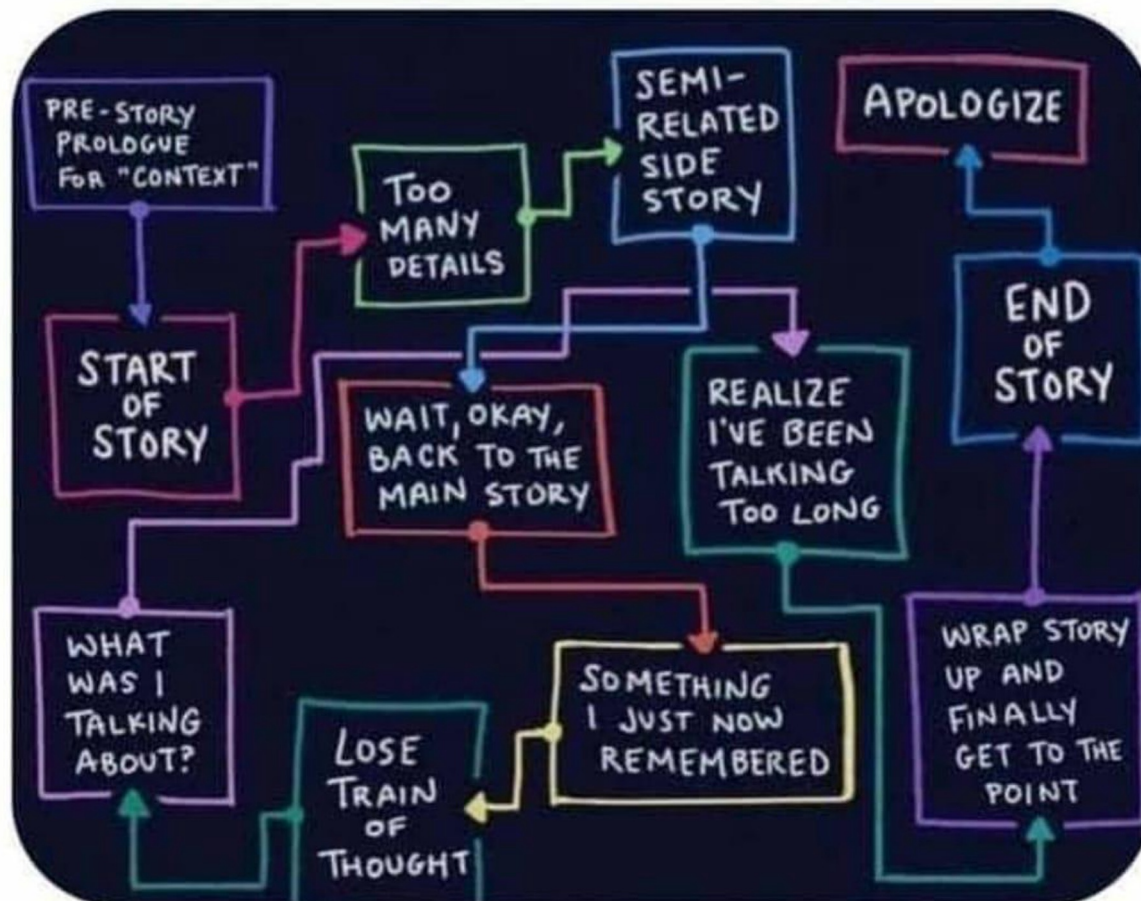 PRE-STORY
PROLOGUE
FOR "CONTEXT"
START
OF
STORY
TOO
MANY
DETAILS
SEMI-
RELATED
SIDE
STORY
WAIT, OKAY,
BACK TO THE
MAIN STORY
SOMETHING
I JUST NOW
REMEMBERED
LOSE
TRAIN
OF
THOUGHT
WHAT
WAS I
TALKING
ABOUT?
REALIZE
I'VE BEEN
TALKING
TOO LONG
WRAP STORY
UP AND
FINALLY
GET TO THE
POINT
END
OF
STORY
APOLOGIZE